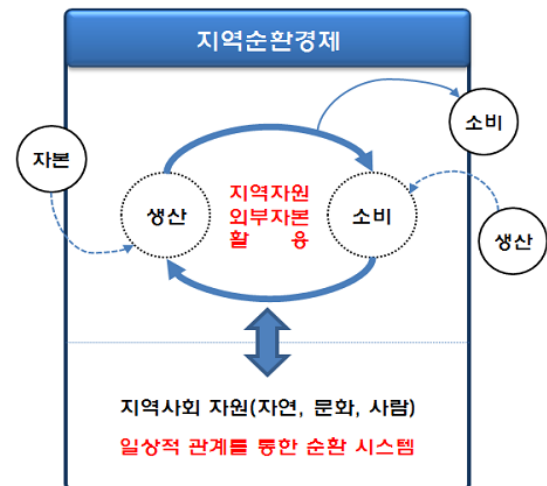 지역순환경제
소비
자본
생산
지역자원
외부자본
활 용
소비
생산
지역사회 자원(자연, 문화, 사람)
일상적 관계를 통한 순환 시스템